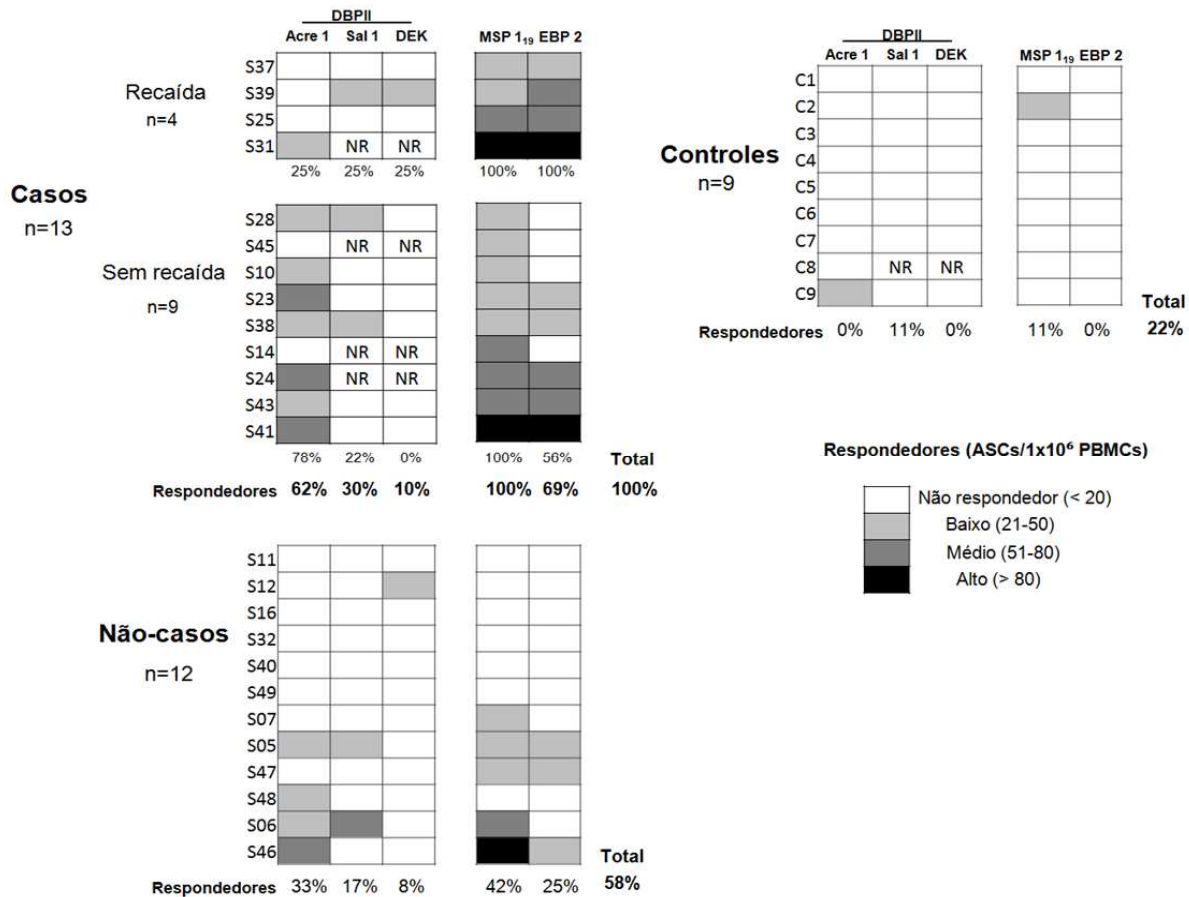 DBPII
Acre 1 Sal 1 DEK MSP 1₁₉ EBP 2
S37
Recaída S39
n=4 S25
S31 NR NR
25% 25% 25% 100% 100%
Casos
n=13
S28
S45 NR NR
Sem recaída S10
n=9 S23
S38
S14 NR NR
S24 NR NR
S43
S41
78% 22% 0% 100% 56% Total
Respondedores 62% 30% 10% 100% 69% 100%
S11
S12
S16
Não-casos S32
n=12 S40
S49
S07
S05
S47
S48
S06
S46 Total
Respondedores 33% 17% 8% 42% 25% 58%
DBPII
Acre 1 Sal 1 DEK MSP 1₁₉ EBP 2
C1
C2
C3
Controles C4
n=9 C5
C6
C7
C8 NR NR
C9 Total
Respondedores 0% 11% 0% 11% 0% 22%
Respondedores (ASCs/1x10⁶ PBMCs)
Não respondedor (< 20)
Baixo (21-50)
Médio (51-80)
Alto (> 80)